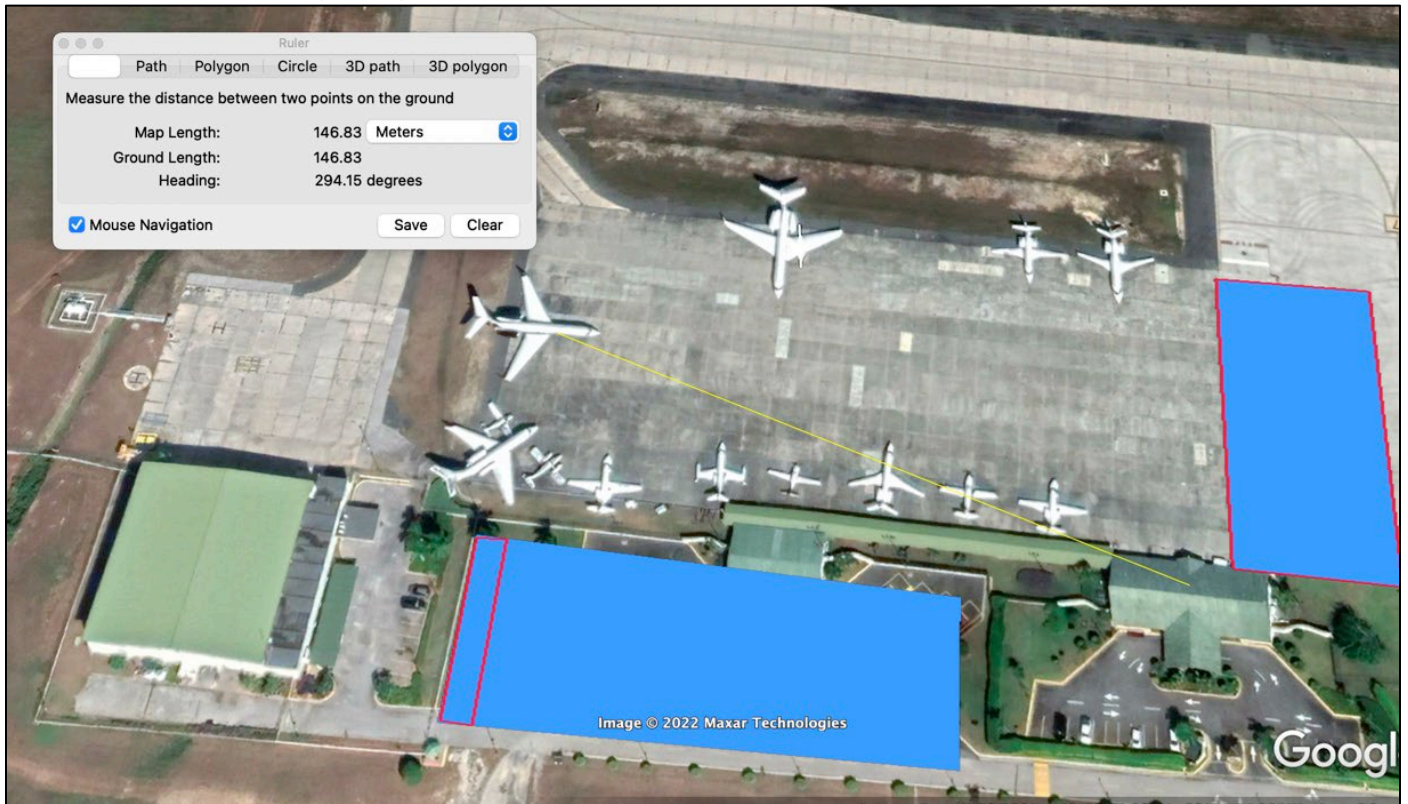 Ruler
Path Polygon Circle 3D path 3D polygon
Measure the distance between two points on the ground
Map Length: 146.83 Meters
Ground Length: 146.83
Heading: 294.15 degrees
Mouse Navigation Save Clear
Image © 2022 Maxar Technologies
Googl